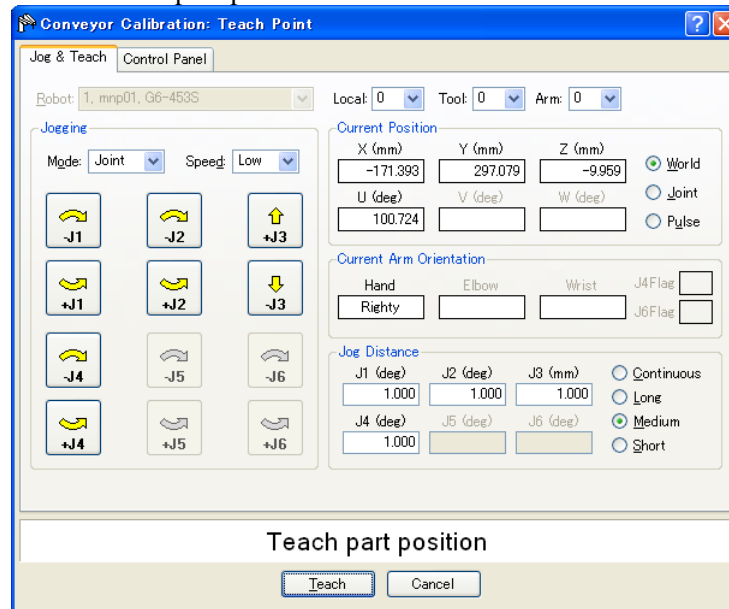 Conveyor Calibration: Teach Point
Jog & Teach Control Panel
Robot: 1, mnp01, G6-453S Local: 0 Tool: 0 Arm: 0
Jogging
Mode: Joint Speed: Low
-J1 -J2 +J3
+J1 +J2 -J3
-J4 -J5 -J6
+J4 +J5 +J6
Current Position
X (mm) Y (mm) Z (mm)
-171.393 297.079 -9.959
U (deg) V (deg) W (deg)
100.724
World
Joint
Pulse
Current Arm Orientation
Hand Elbow Wrist J4Flag
Righty J6Flag
Jog Distance
J1 (deg) J2 (deg) J3 (mm)
1.000 1.000 1.000
J4 (deg) J5 (deg) J6 (deg)
1.000
Continuous
Long
Medium
Short
Teach part position
Teach Cancel